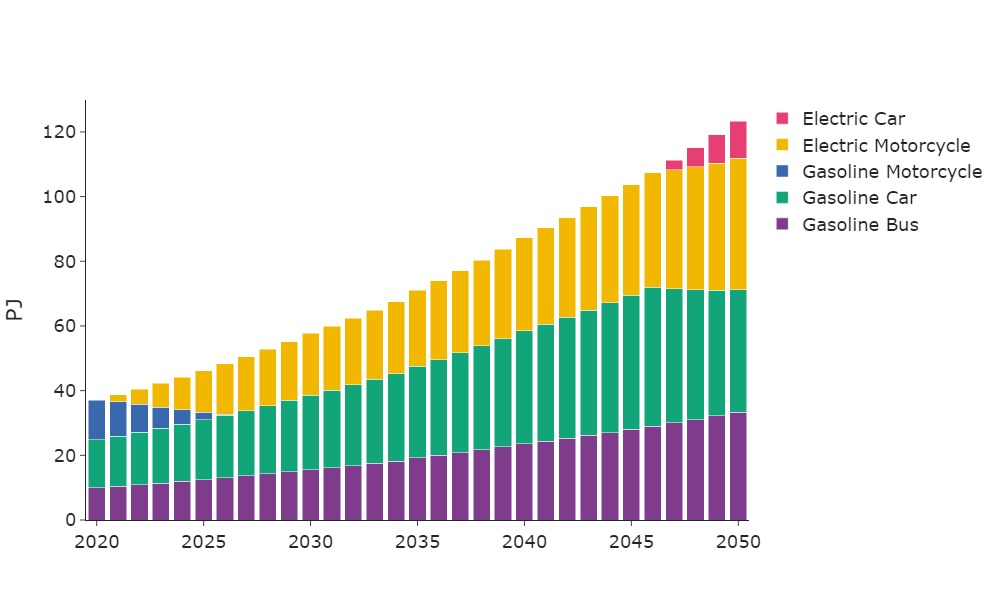 PJ
120
100
80
60
40
20
0
2020 2025 2030 2035 2040 2045 2050
Electric Car
Electric Motorcycle
Gasoline Motorcycle
Gasoline Car
Gasoline Bus